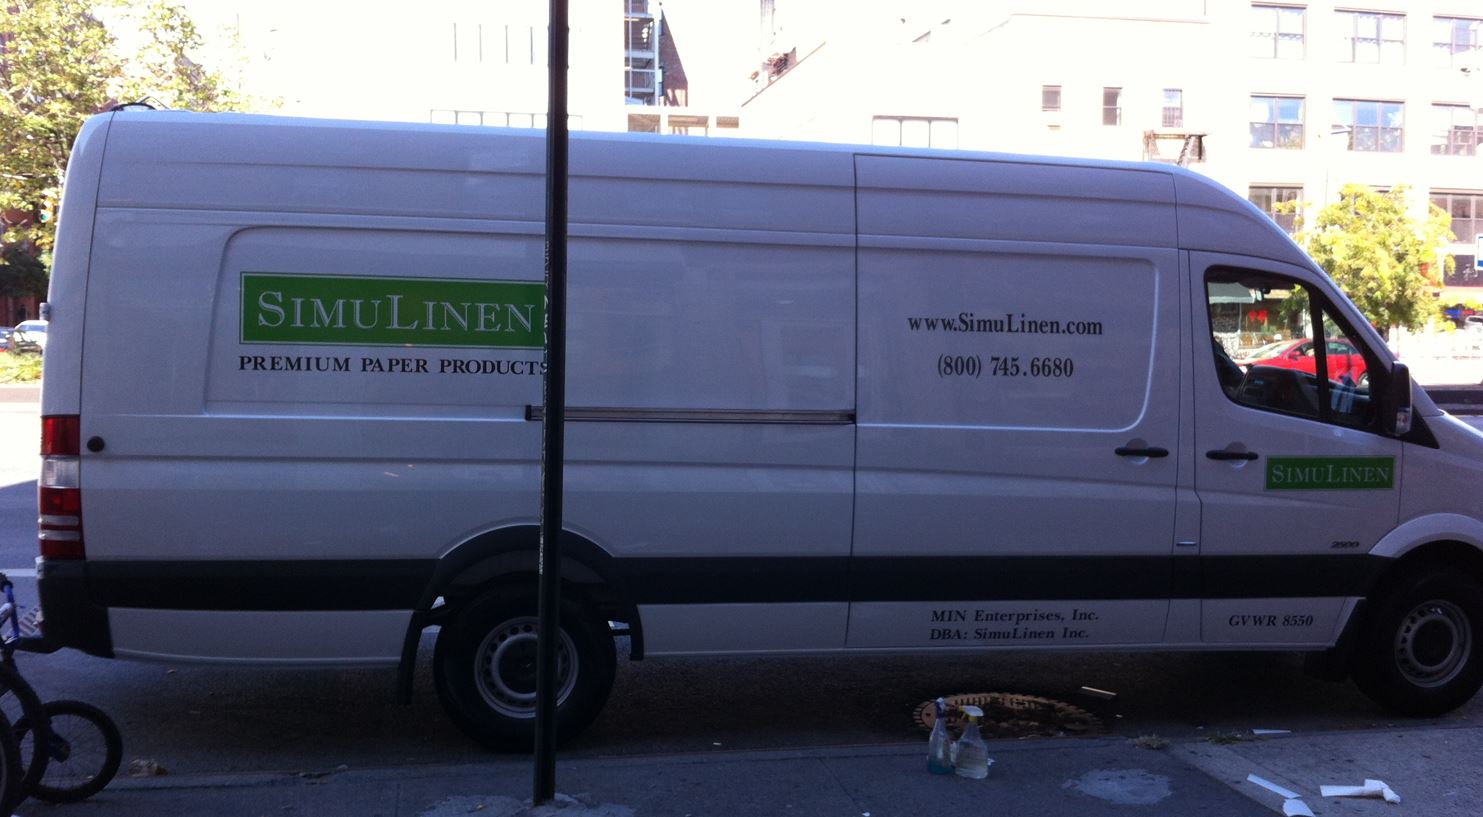 SIMULINEN
PREMIUM PAPER PRODUCTS
www.SimuLinen.com
(800) 745.6680
SIMULINEN
2500
MIN Enterprises, Inc.
DBA: SimuLinen Inc.
GVWR 8550